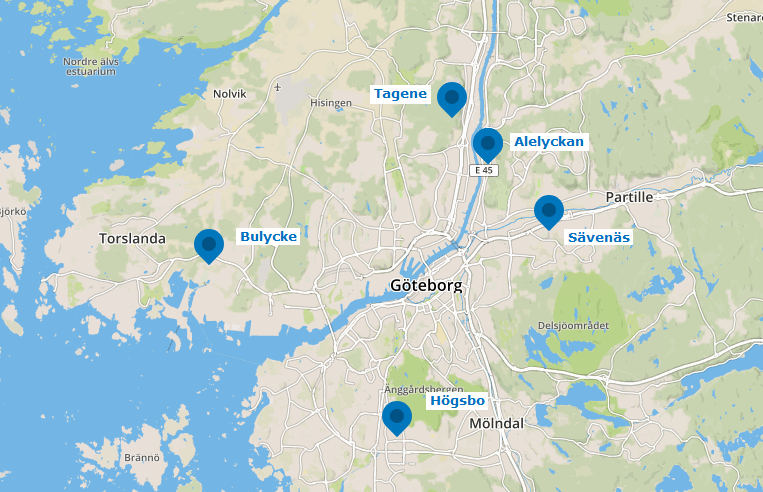 Stenare
Nordre älvs
estuarium
Nolvik
Hisingen
Tagene
Alelyckan
E 45
Partille
Björkö
Torslanda
Bulycke
Sävenäs
Göteborg
Delsjöområdet
Änggårdsbergen
Högsbo
Mölndal
Brännö